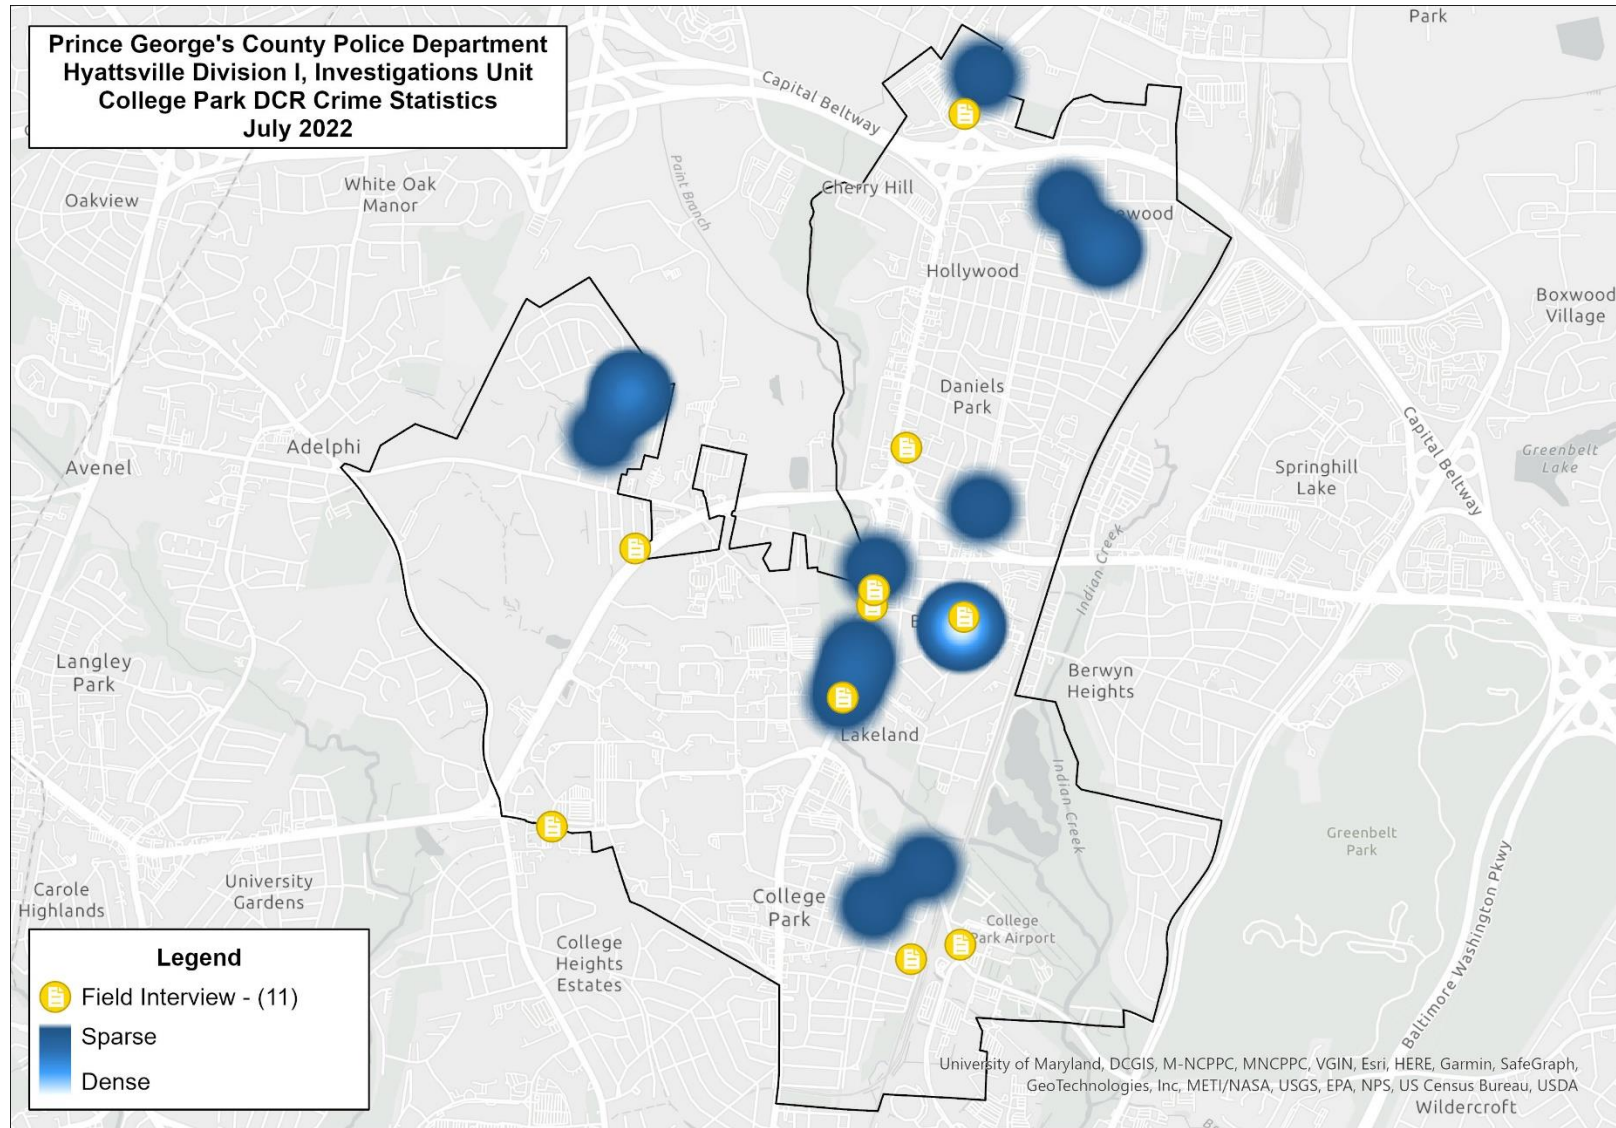 Prince George's County Police Department
Hyattsville Division I, Investigations Unit
College Park DCR Crime Statistics
July 2022
Park
Capital Beltway
Oakview
White Oak
Manor
Paint Branch
Cherry Hill
ewood
Hollywood
Boxwood
Village
Daniels
Park
Adelphi
Avenel
Capital Beltway
Springhill
Lake
Greenbelt
Lake
Indian Creek
Langley
Park
Berwyn
Heights
Lakeland
Indian Creek
Greenbelt
Park
Baltimore Washington Pkwy
Carole
Highlands
University
Gardens
College
Park
College
Park Airport
College
Heights
Estates
Legend
Field Interview - (11)
Sparse
Dense
University of Maryland, DCGIS, M-NCPPC, MNCPPC, VGIN, Esri, HERE, Garmin, SafeGraph,
GeoTechnologies, Inc, METI/NASA, USGS, EPA, NPS, US Census Bureau, USDA
Wildercroft